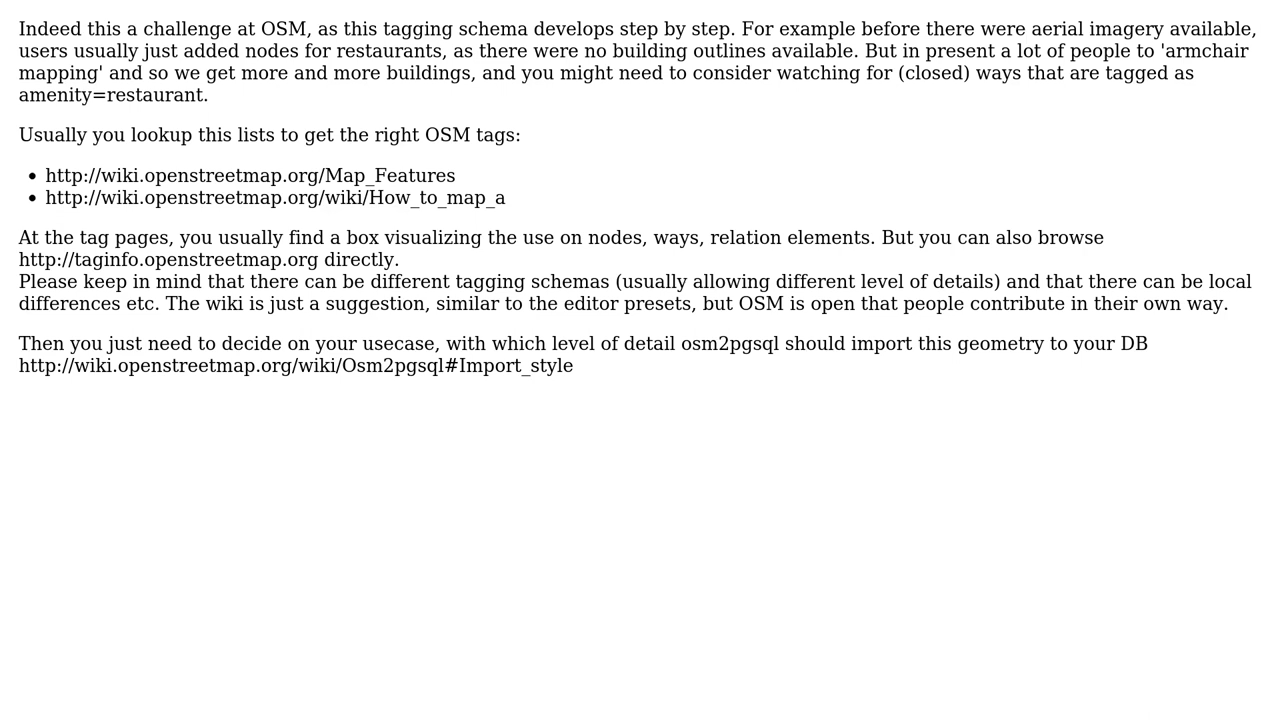 Indeed this a challenge at OSM, as this tagging schema develops step by step. For example before there were aerial imagery available,
users usually just added nodes for restaurants, as there were no building outlines available. But in present a lot of people to 'armchair
mapping' and so we get more and more buildings, and you might need to consider watching for (closed) ways that are tagged as
amenity=restaurant.
Usually you lookup this lists to get the right OSM tags:
• http://wiki.openstreetmap.org/Map_Features
• http://wiki.openstreetmap.org/wiki/How_to_map_a
At the tag pages, you usually find a box visualizing the use on nodes, ways, relation elements. But you can also browse
http://taginfo.openstreetmap.org directly.
Please keep in mind that there can be different tagging schemas (usually allowing different level of details) and that there can be local
differences etc. The wiki is just a suggestion, similar to the editor presets, but OSM is open that people contribute in their own way.
Then you just need to decide on your usecase, with which level of detail osm2pgsql should import this geometry to your DB
http://wiki.openstreetmap.org/wiki/Osm2pgsql#Import_style